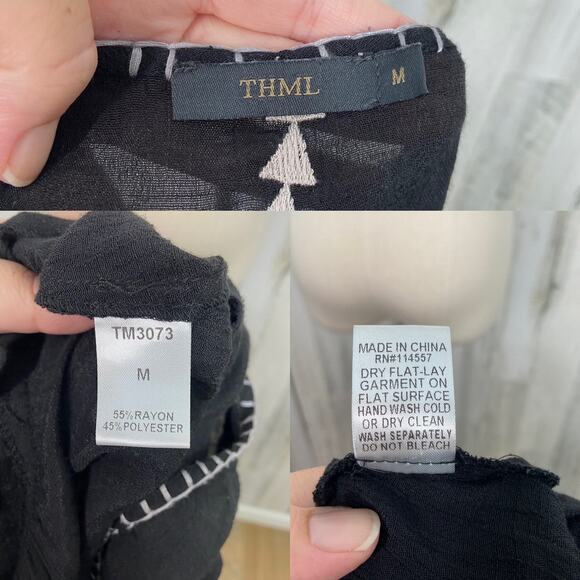 THML
M
TM3073
M
55%RAYON
45%POLYESTER
MADE IN CHINA
RN#114557
DRY FLAT-LAY
GARMENT ON
FLAT SURFACE
HAND WASH COLD
OR DRY CLEAN
WASH SEPARATELY
DO NOT BLEACH